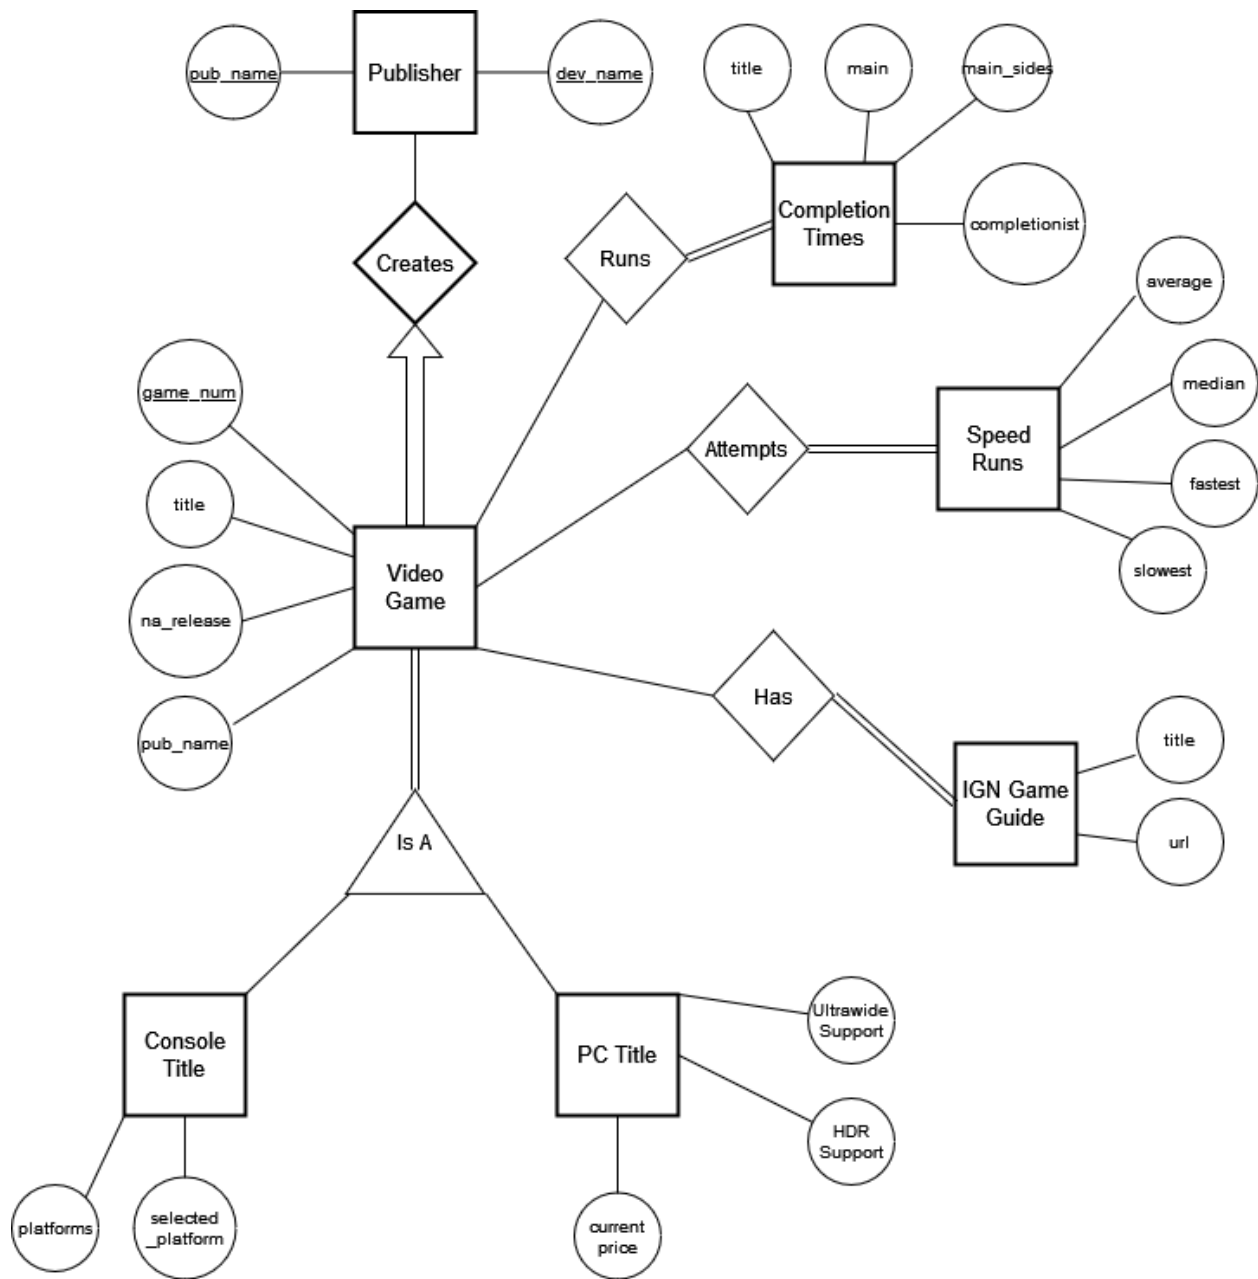 pub_name
Publisher
dev_name
title
main
main_sides
Completion
Times
completionist
Creates
Runs
average
median
fastest
slowest
Speed
Runs
Attempts
game_num
title
na_release
pub_name
Video
Game
Has
IGN Game
Guide
title
url
Is A
Console
Title
PC Title
Ultrawide
Support
HDR
Support
platforms
selected
_platform
current
price